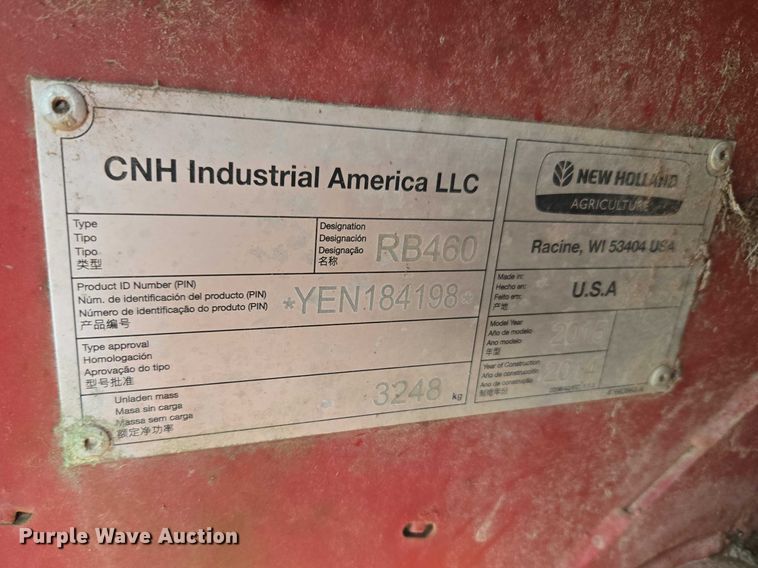 CNH Industrial America LLC
Type
Tipo
Tipo
类型
Designation
Designación
Designação
名称
RB460
Product ID Number (PIN)
Núm. de identificación del producto (PIN)
Número de identificação do produto (PIN)
产品编号
*YEN184198*
Type approval
Homologación
Aprovação do tipo
型号批准
Unladen mass
Masa sin carga
Massa sem carga
额定净功率
3248 kg
NEW HOLLAND
AGRICULTURE
Racine, WI 53404 USA
Made in:
Hecho en:
Feito em:
产地
U.S.A
Model Year
Año de modelo
Ano modelo
年型
2015
Year of Construction
Año de construcción
Ano de construção
制造年份
Purple Wave Auction